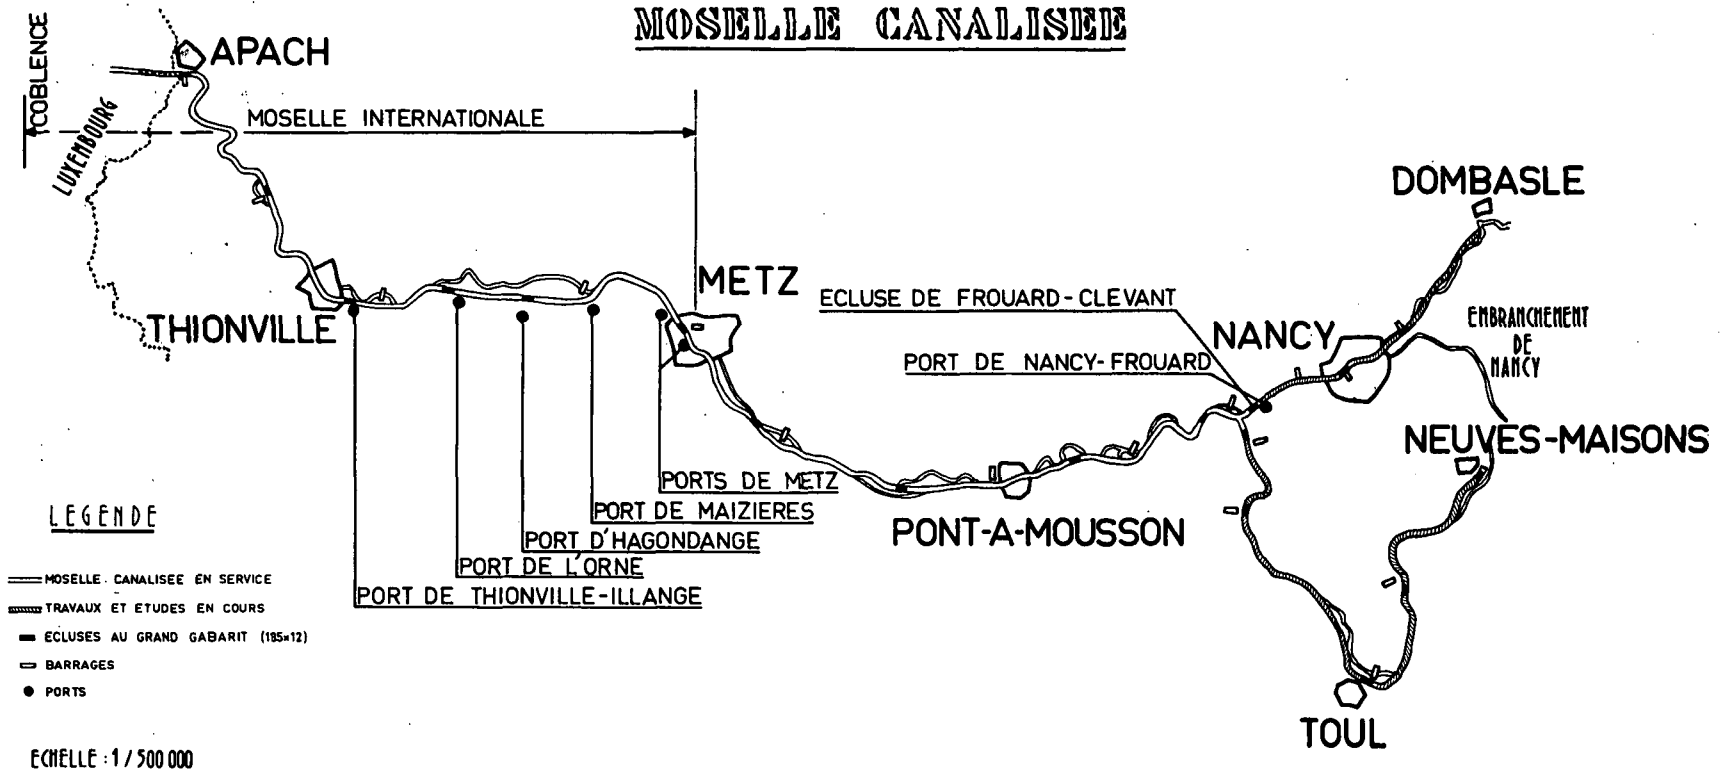 MOSELLE CANALISEE
COBLENCE
APACH
LUXEMBOURG
MOSELLE INTERNATIONALE
DOMBASLE
METZ
ECLUSE DE FROUARD-CLEVANT
THIONVILLE
NANCY
EMBRANCHEMENT
DE
NANCY
PORT DE NANCY-FROUARD
NEUVES-MAISONS
PORTS DE METZ
PORT DE MAIZIERES
PONT-A-MOUSSON
PORT D'HAGONDANGE
PORT DE L'ORNE
PORT DE THIONVILLE-ILLANGE
TOUL
LEGENDE
MOSELLE CANALISEE EN SERVICE
TRAVAUX ET ETUDES EN COURS
ECLUSES AU GRAND GABARIT (185x12)
BARRAGES
PORTS
ECHELLE : 1 / 500 000